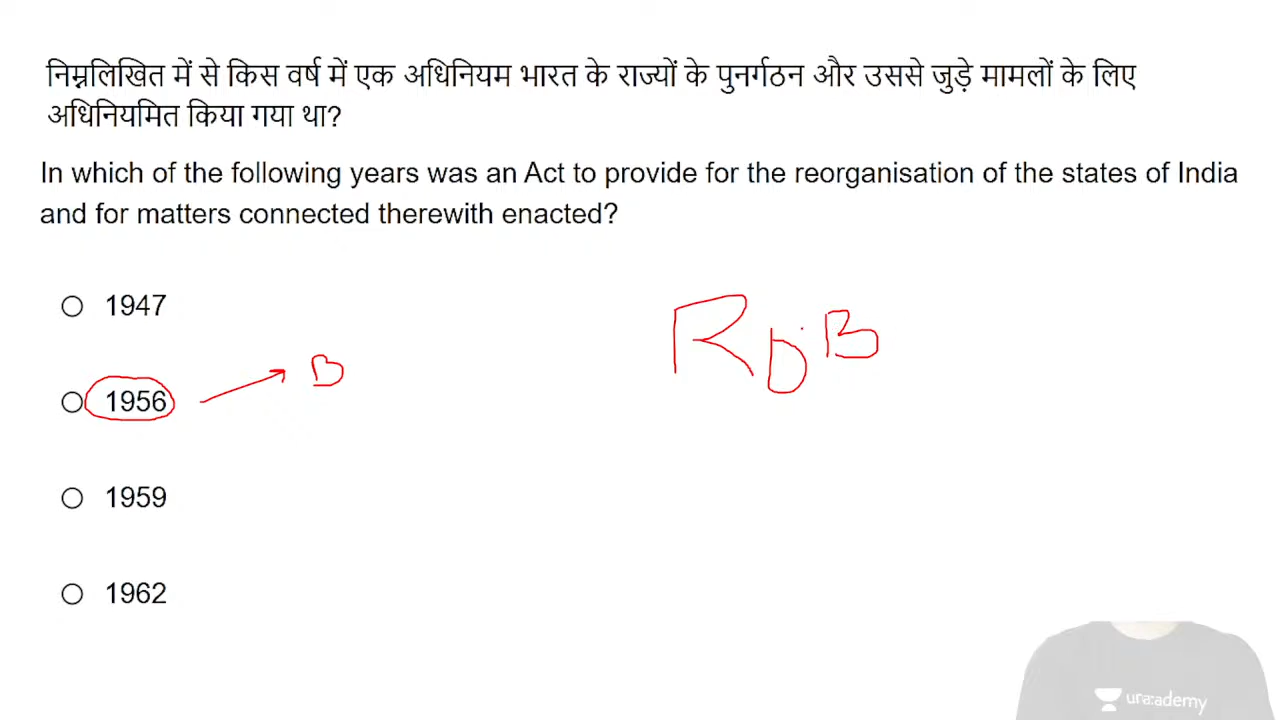 निम्नलिखित में से किस वर्ष में एक अधिनियम भारत के राज्यों के पुनर्गठन और उससे जुड़े मामलों के लिए
अधिनियमित किया गया था?
In which of the following years was an Act to provide for the reorganisation of the states of India
and for matters connected therewith enacted?
1947
1956
B
RDB
1959
1962
unacademy